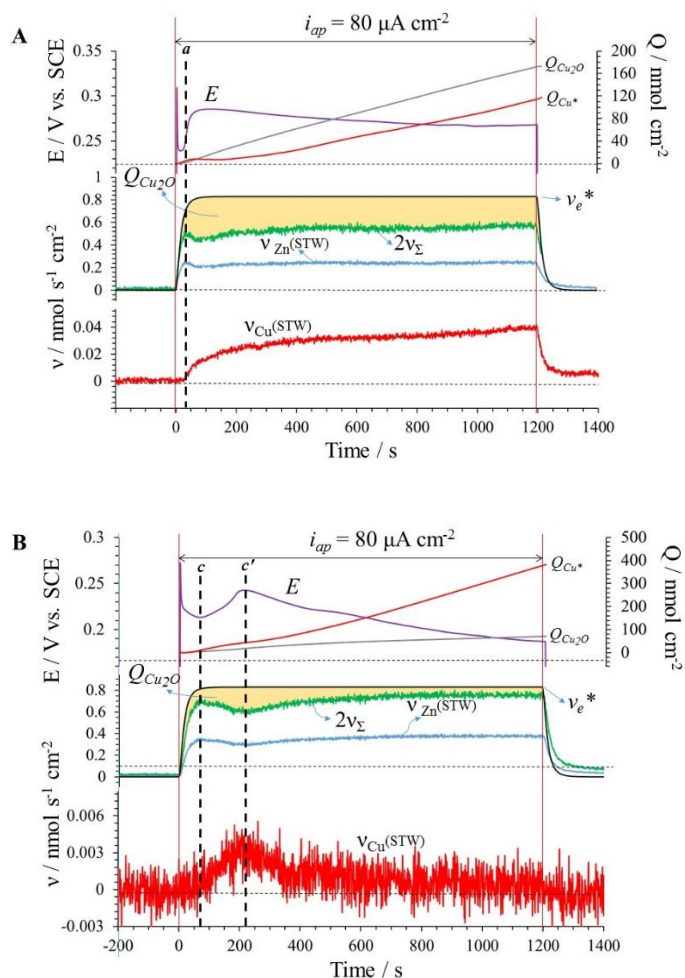 A
i_ap = 80 µA cm⁻²
a
E / V vs. SCE
0.35
0.3
0.25
E
Q_Cu₂O
Q_Cu*
200
160
120
80
40
0
Q / nmol cm⁻²
Q_Cu₂O
ν_e*
ν_Zn(STW)
2ν_Σ
1
0.8
0.6
0.4
0.2
0
ν / nmol s⁻¹ cm⁻²
ν_Cu(STW)
0.04
0.02
0
0 200 400 600 800 1000 1200 1400
Time / s
B
i_ap = 80 µA cm⁻²
c c'
E / V vs. SCE
0.3
0.25
0.2
E
Q_Cu*
Q_Cu₂O
500
400
300
200
100
0
Q / nmol cm⁻²
Q_Cu₂O
ν_e*
ν_Zn(STW)
2ν_Σ
0.8
0.6
0.4
0.2
0
ν / nmol s⁻¹ cm⁻²
ν_Cu(STW)
0.006
0.003
0
-0.003
-200 0 200 400 600 800 1000 1200 1400
Time / s